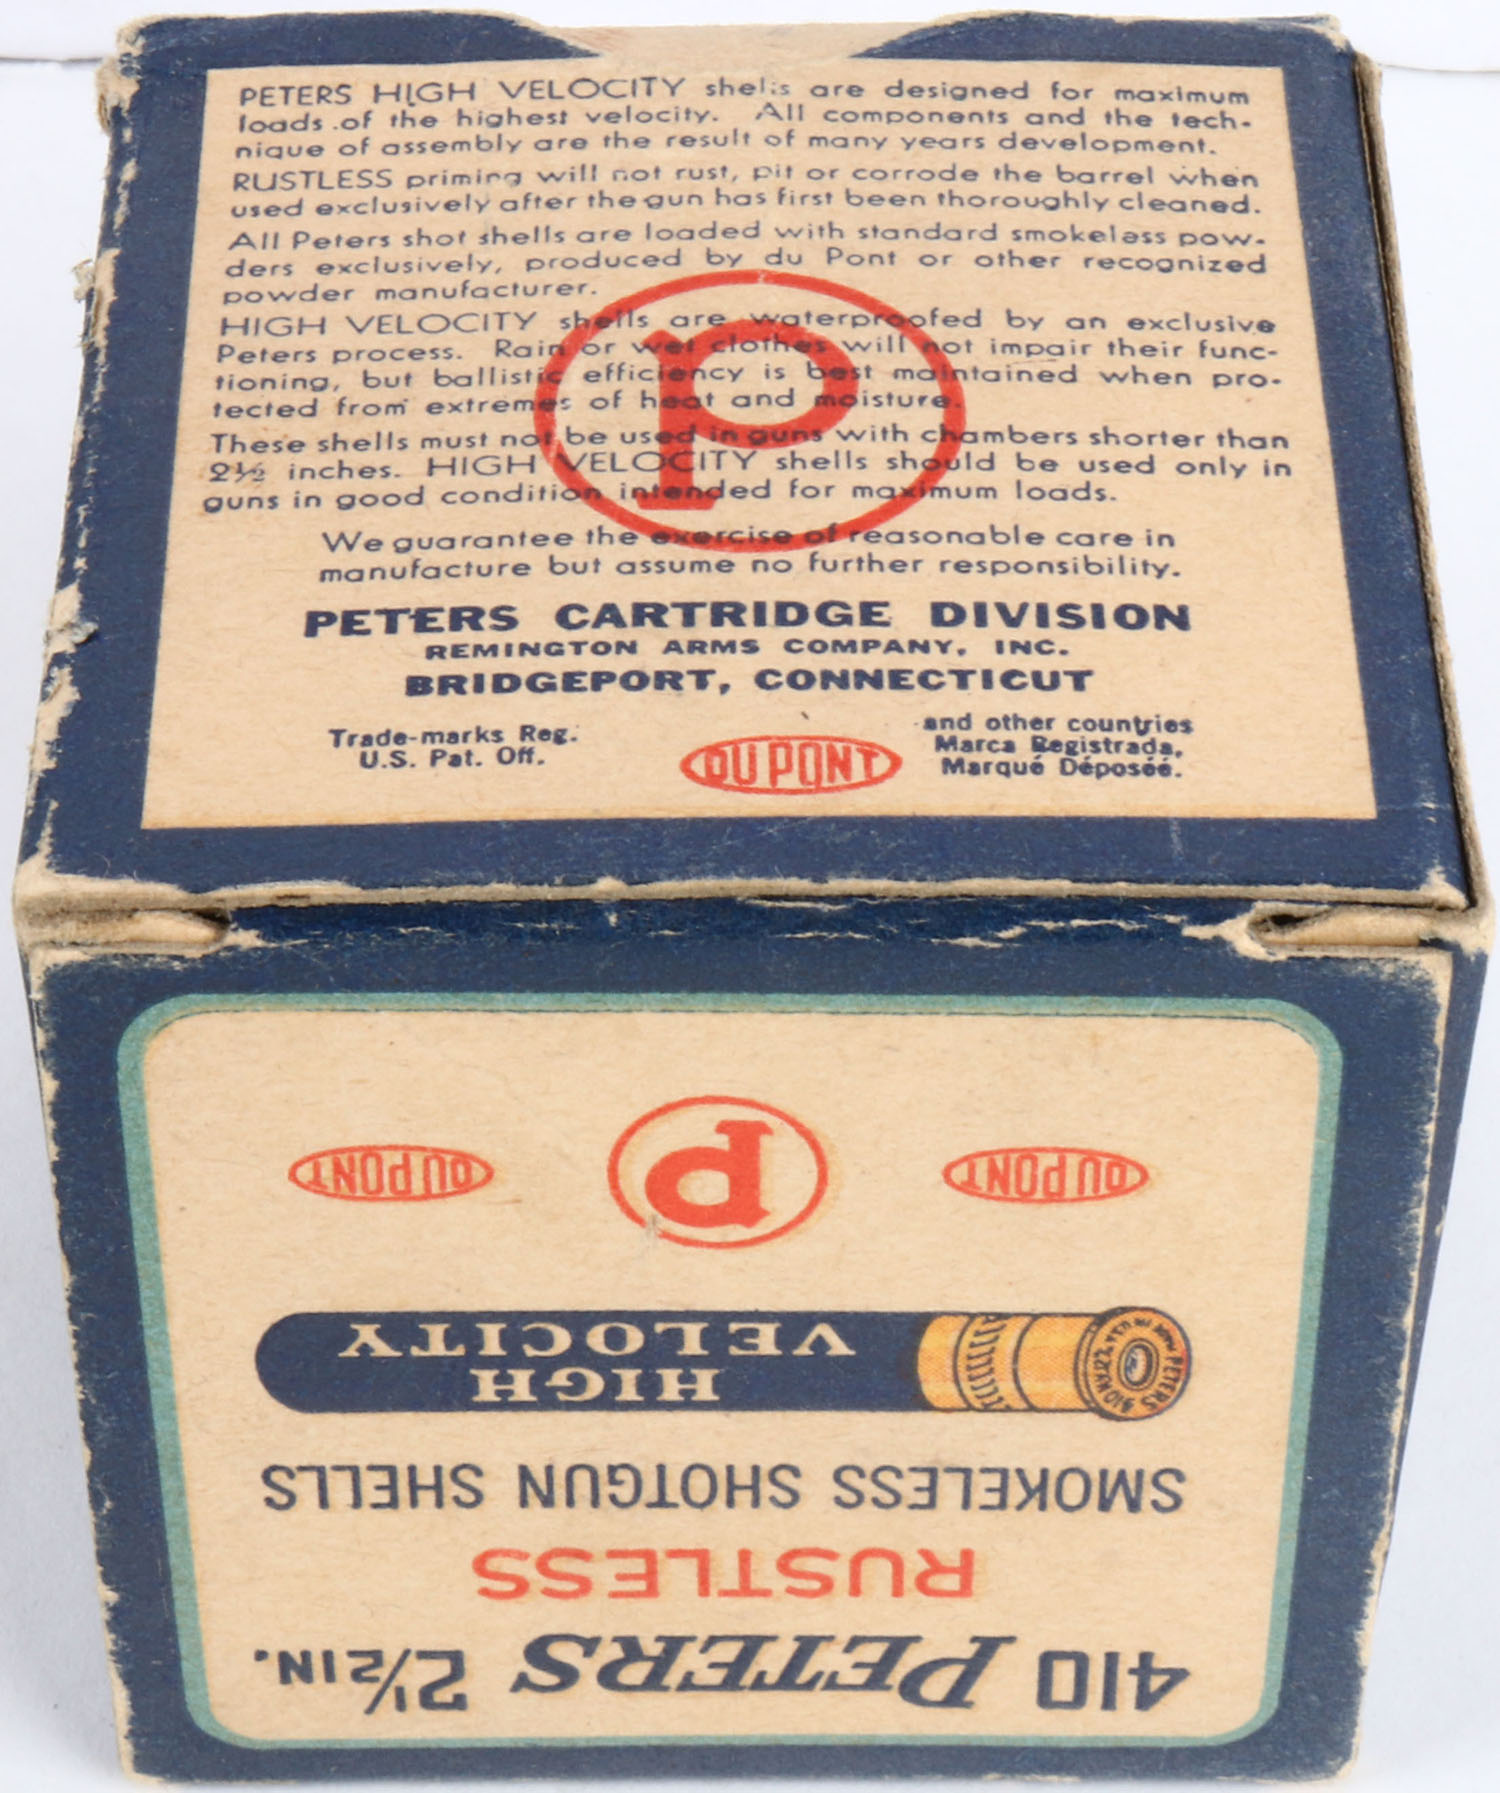 PETERS HIGH VELOCITY shells are designed for maximum
loads of the highest velocity. All components and the tech-
nique of assembly are the result of many years development.
RUSTLESS priming will not rust, pit or corrode the barrel when
used exclusively after the gun has first been thoroughly cleaned.
All Peters shot shells are loaded with standard smokeless pow-
ders exclusively, produced by du Pont or other recognized
powder manufacturer.
HIGH VELOCITY shells are waterproofed by an exclusive
Peters process. Rain or wet clothes will not impair their func-
tioning, but ballistic efficiency is best maintained when pro-
tected from extremes of heat and moisture.
These shells must not be used in guns with chambers shorter than
2½ inches. HIGH VELOCITY shells should be used only in
guns in good condition intended for maximum loads.
P
We guarantee the exercise of reasonable care in
manufacture but assume no further responsibility.
PETERS CARTRIDGE DIVISION
REMINGTON ARMS COMPANY, INC.
BRIDGEPORT, CONNECTICUT
Trade-marks Reg.
U.S. Pat. Off.
DU PONT
and other countries
Marca Registrada,
Marqué Déposéé.
410 PETERS 2½ IN.
RUSTLESS
SMOKELESS SHOTGUN SHELLS
HIGH
VELOCITY
PETERS
410
DU PONT
P
DU PONT